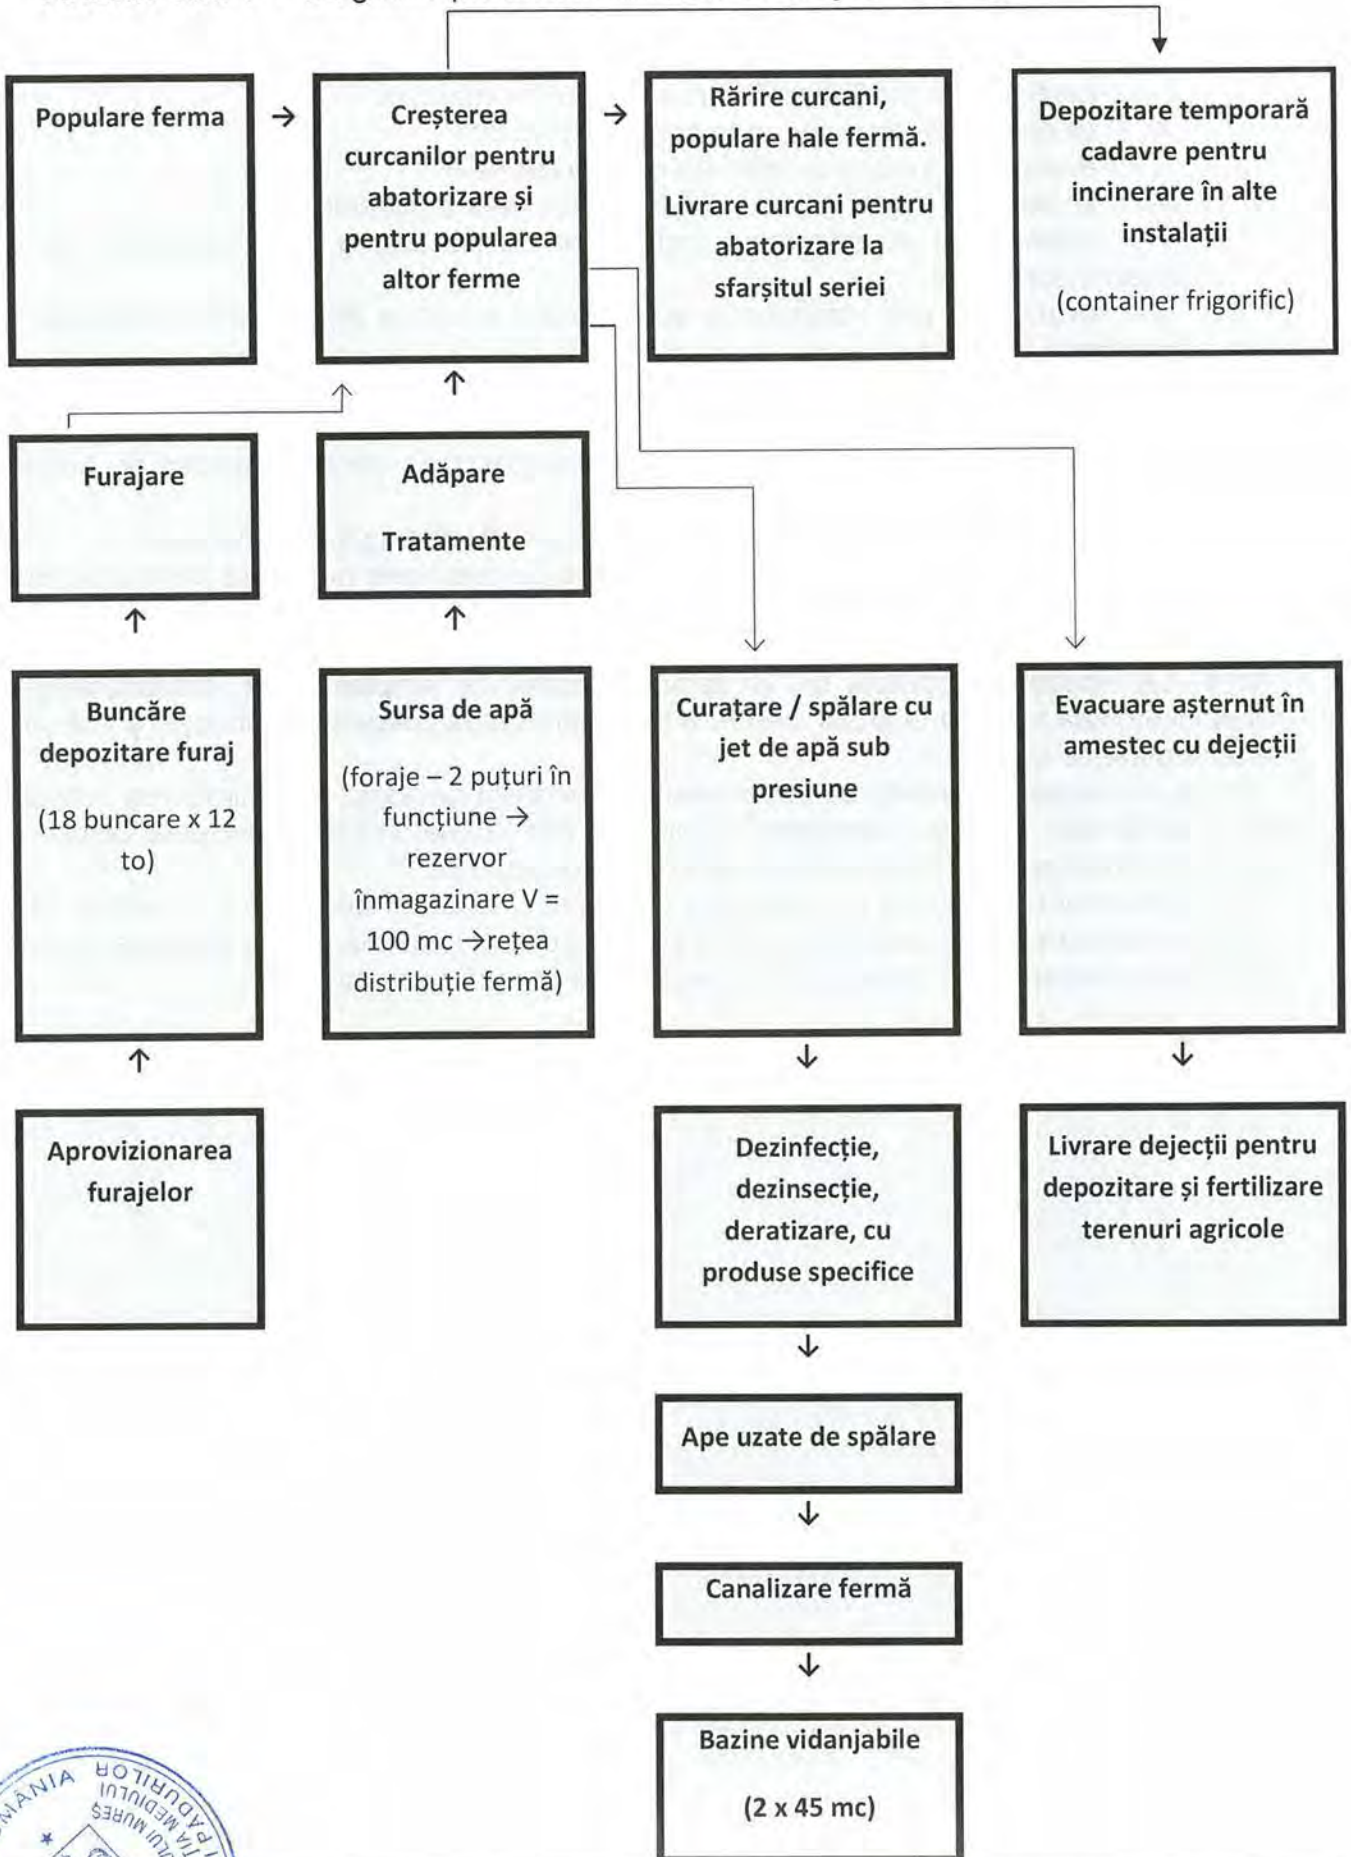 Populare ferma
→
Creșterea
curcanilor pentru
abatorizare și
pentru popularea
altor ferme
→
Rărire curcani,
populare hale fermă.
Livrare curcani pentru
abatorizare la
sfarșitul seriei
Depozitare temporară
cadavre pentru
incinerare în alte
instalații
(container frigorific)
↑
Furajare
Adăpare
Tratamente
↑
↑
Buncăre
depozitare furaj
(18 buncare x 12
to)
Sursa de apă
(foraje – 2 puțuri în
funcțiune →
rezervor
înmagazinare V =
100 mc →rețea
distribuție fermă)
Curațare / spălare cu
jet de apă sub
presiune
Evacuare așternut în
amestec cu dejecții
↑
↓
↓
Aprovizionarea
furajelor
Dezinfecție,
dezinsecție,
deratizare, cu
produse specifice
Livrare dejecții pentru
depozitare și fertilizare
terenuri agricole
↓
Ape uzate de spălare
↓
Canalizare fermă
↓
Bazine vidanjabile
(2 x 45 mc)
PĂDURILOR
MEDIULUI
MUREȘ